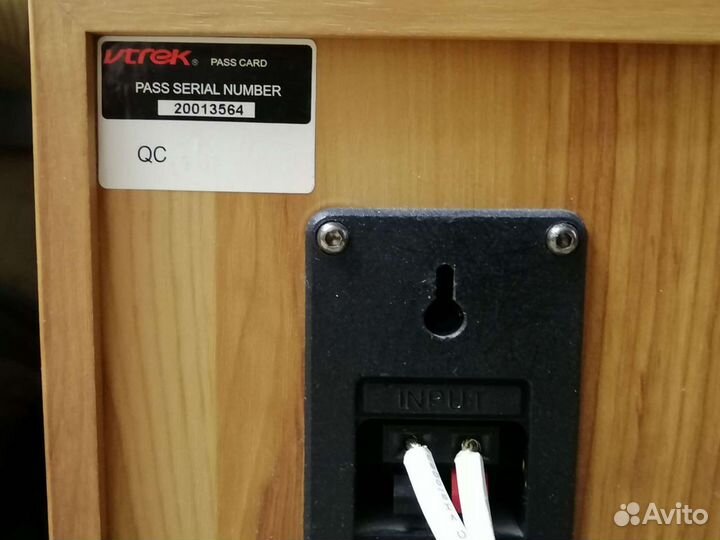 vtrek® PASS CARD
PASS SERIAL NUMBER
20013564
QC
INPUT
Avito